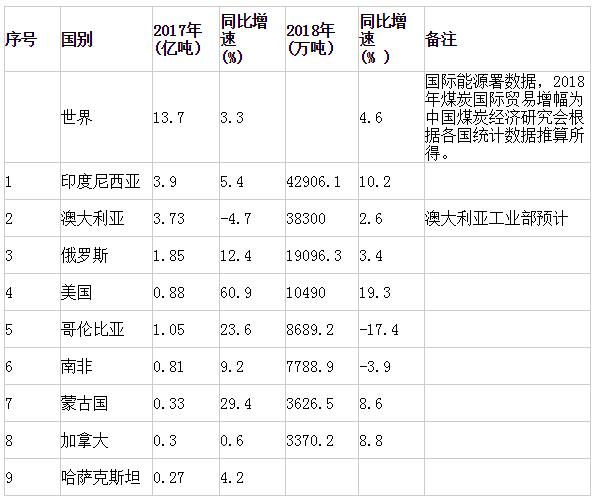 序号 国别 2017年(亿吨) 同比增速(%) 2018年(万吨) 同比增速(% ) 备注
世界 13.7 3.3 4.6 国际能源署数据，2018年煤炭国际贸易增幅为中国煤炭经济研究会根据各国统计数据推算所得。
1 印度尼西亚 3.9 5.4 42906.1 10.2
2 澳大利亚 3.73 -4.7 38300 2.6 澳大利亚工业部预计
3 俄罗斯 1.85 12.4 19096.3 3.4
4 美国 0.88 60.9 10490 19.3
5 哥伦比亚 1.05 23.6 8689.2 -17.4
6 南非 0.81 9.2 7788.9 -3.9
7 蒙古国 0.33 29.4 3626.5 8.6
8 加拿大 0.3 0.6 3370.2 8.8
9 哈萨克斯坦 0.27 4.2